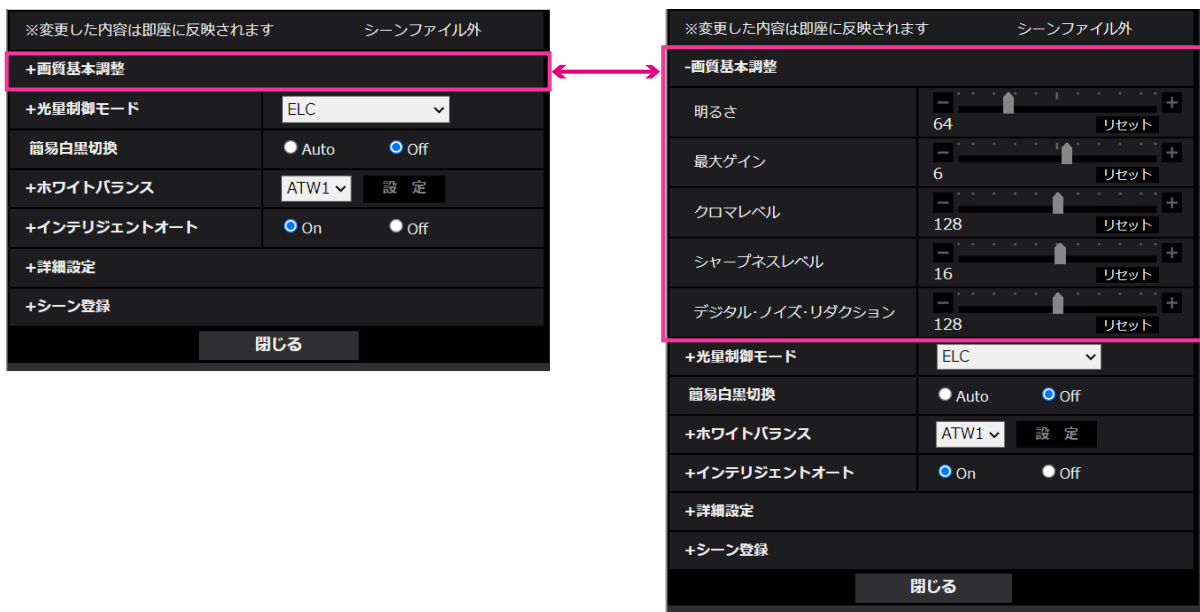 ※変更した内容は即座に反映されます シーンファイル外
+画質基本調整
+光量制御モード ELC
簡易白黒切換 Auto Off
+ホワイトバランス ATW1 設 定
+インテリジェントオート On Off
+詳細設定
+シーン登録
閉じる
※変更した内容は即座に反映されます シーンファイル外
-画質基本調整
明るさ
64 リセット
最大ゲイン
6 リセット
クロマレベル
128 リセット
シャープネスレベル
16 リセット
デジタル・ノイズ・リダクション
128 リセット
+光量制御モード ELC
簡易白黒切換 Auto Off
+ホワイトバランス ATW1 設 定
+インテリジェントオート On Off
+詳細設定
+シーン登録
閉じる